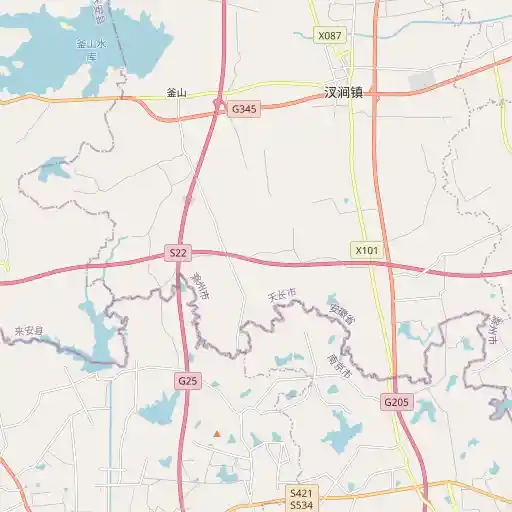 X087
釜山水
库
釜山
汊涧镇
G345
S22
X101
滁州市
天长市
安徽省
滁州市
来安县
南京市
G25
G205
S421
S534